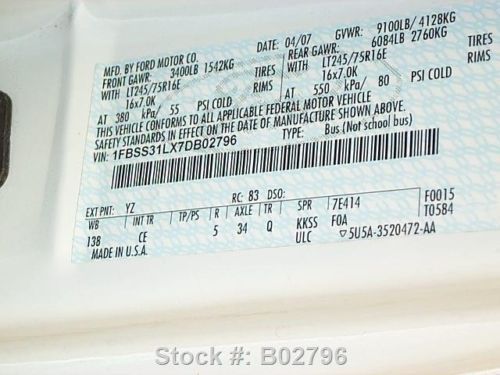 MFD. BY FORD MOTOR CO.
DATE: 04/07 GVWR: 9100LB/ 4128KG
FRONT GAWR: 3400LB 1542KG
REAR GAWR: 6084LB 2760KG
WITH LT245/75R16E TIRES
WITH LT245/75R16E TIRES
16x7.0K RIMS
16x7.0K RIMS
AT 380 kPa/ 55 PSI COLD
AT 550 kPa/ 80 PSI COLD
THIS VEHICLE CONFORMS TO ALL APPLICABLE FEDERAL MOTOR VEHICLE
SAFETY STANDARDS IN EFFECT ON THE DATE OF MANUFACTURE SHOWN ABOVE.
VIN: 1FBSS31LX7DB02796
TYPE: Bus (Not school bus)
EXT PNT: YZ RC: 83 DSO:
WB INT TR TP/PS R AXLE TR SPR 7E414 F0015
138 CE 5 34 Q KKSS F0A T0584
MADE IN U.S.A. ULC ▽5U5A-3520472-AA
Stock #: B02796